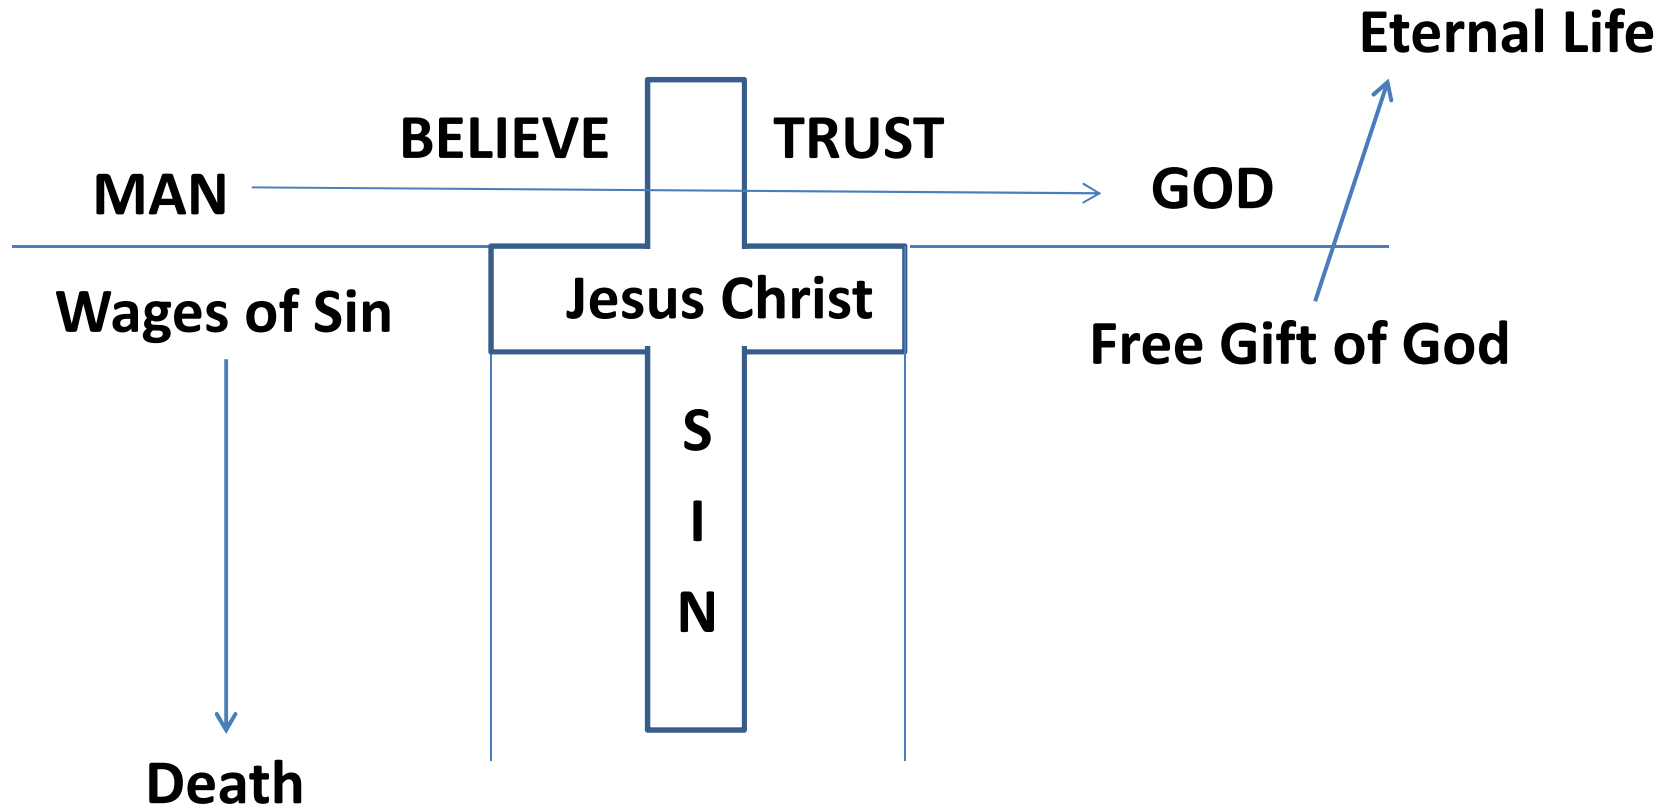 Eternal Life
BELIEVE
TRUST
MAN
GOD
Jesus Christ
Wages of Sin
Free Gift of God
S
I
N
Death